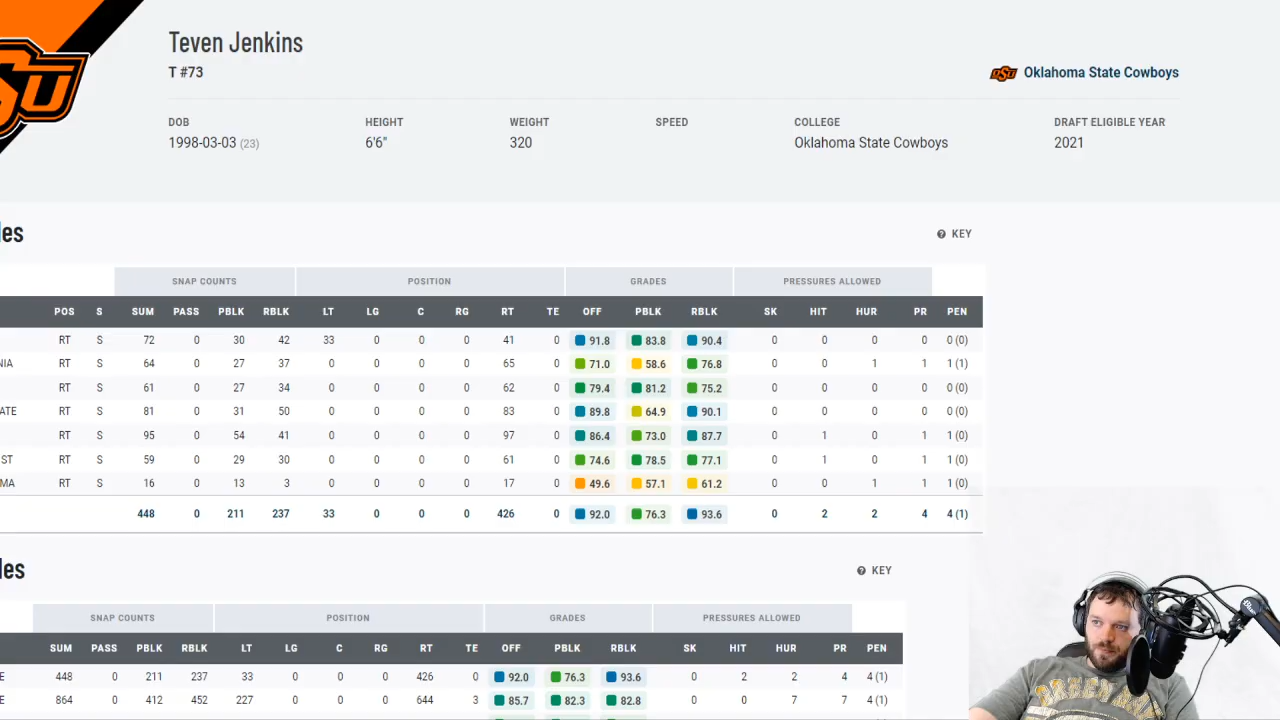 Teven Jenkins
T #73
OSU Oklahoma State Cowboys
DOB HEIGHT WEIGHT SPEED COLLEGE DRAFT ELIGIBLE YEAR
1998-03-03 (23) 6'6" 320 Oklahoma State Cowboys 2021
les
KEY
SNAP COUNTS POSITION GRADES PRESSURES ALLOWED
POS S SUM PASS PBLK RBLK LT LG C RG RT TE OFF PBLK RBLK SK HIT HUR PR PEN
RT S 72 0 30 42 33 0 0 0 41 0 91.8 83.8 90.4 0 0 0 0 0 (0)
NIA RT S 64 0 27 37 0 0 0 0 65 0 71.0 58.6 76.8 0 0 1 1 1 (1)
RT S 61 0 27 34 0 0 0 0 62 0 79.4 81.2 75.2 0 0 0 0 0 (0)
ATE RT S 81 0 31 50 0 0 0 0 83 0 89.8 64.9 90.1 0 0 0 0 0 (0)
RT S 95 0 54 41 0 0 0 0 97 0 86.4 73.0 87.7 0 1 0 1 1 (0)
ST RT S 59 0 29 30 0 0 0 0 61 0 74.6 78.5 77.1 0 1 0 1 1 (0)
MA RT S 16 0 13 3 0 0 0 0 17 0 49.6 57.1 61.2 0 0 1 1 1 (0)
448 0 211 237 33 0 0 0 426 0 92.0 76.3 93.6 0 2 2 4 4 (1)
les
KEY
SNAP COUNTS POSITION GRADES PRESSURES ALLOWED
SUM PASS PBLK RBLK LT LG C RG RT TE OFF PBLK RBLK SK HIT HUR PR PEN
E 448 0 211 237 33 0 0 0 426 0 92.0 76.3 93.6 0 2 2 4 4 (1)
E 864 0 412 452 227 0 0 0 644 3 85.7 82.3 82.8 0 0 7 7 4 (1)